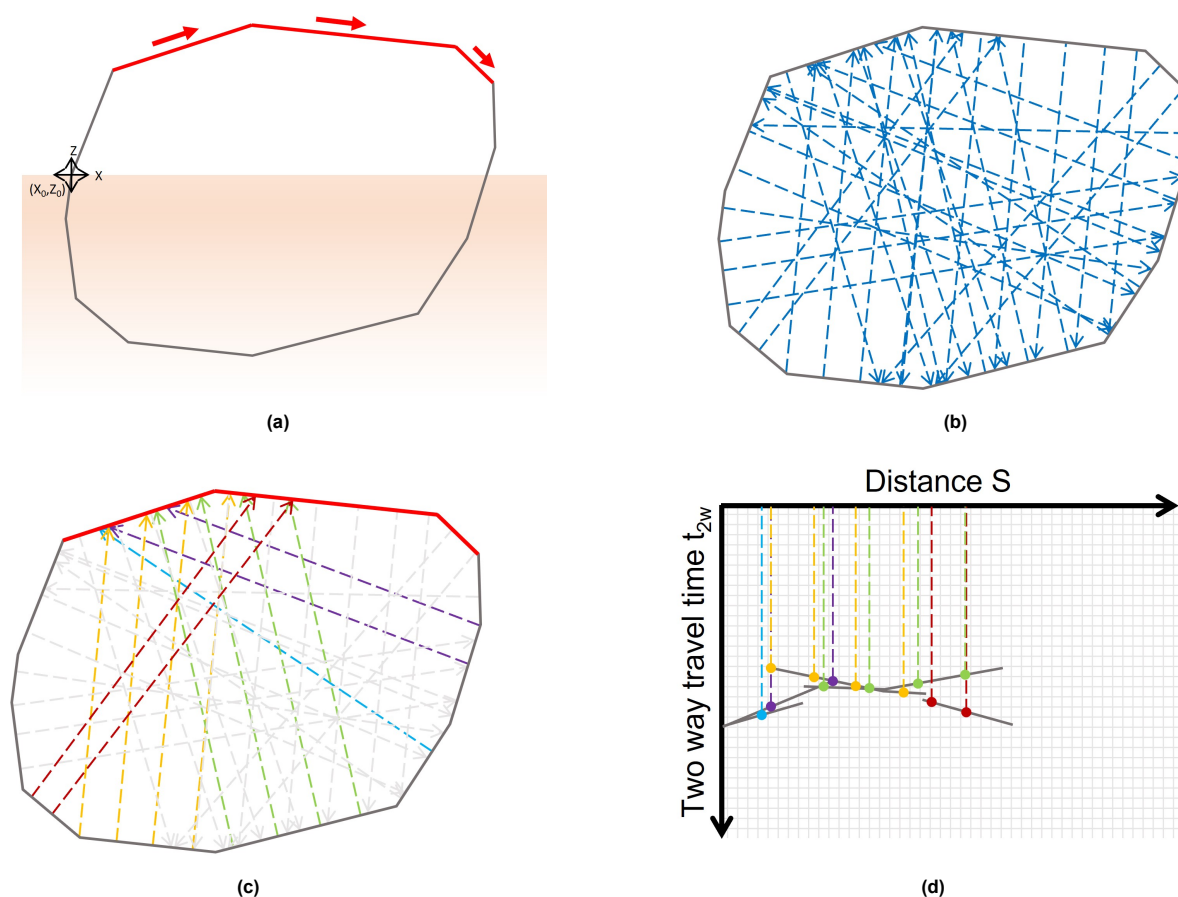 Z
X
(X₀,Z₀)
(a)
(b)
Distance S
Two way travel time t₂w
(c)
(d)